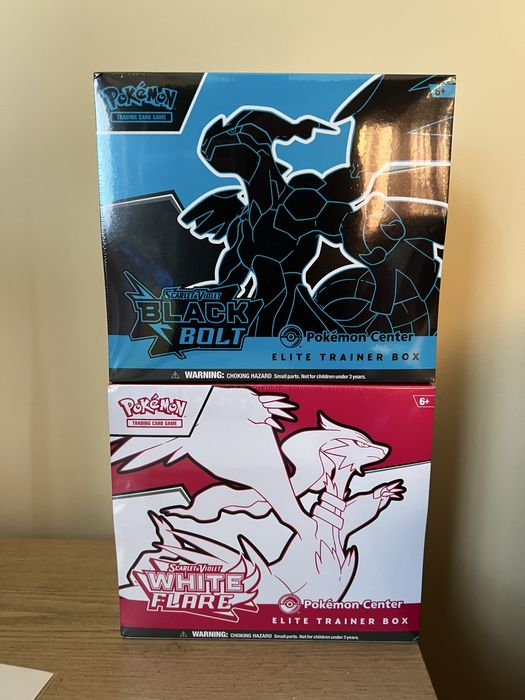 Pokémon
TRADING CARD GAME
6+
SCARLET & VIOLET
BLACK
BOLT
Pokémon Center
ELITE TRAINER BOX
WARNING: CHOKING HAZARD Small parts. Not for children under 3 years.
Pokémon
TRADING CARD GAME
6+
SCARLET & VIOLET
WHITE
FLARE
Pokémon Center
ELITE TRAINER BOX
WARNING: CHOKING HAZARD Small parts. Not for children under 3 years.